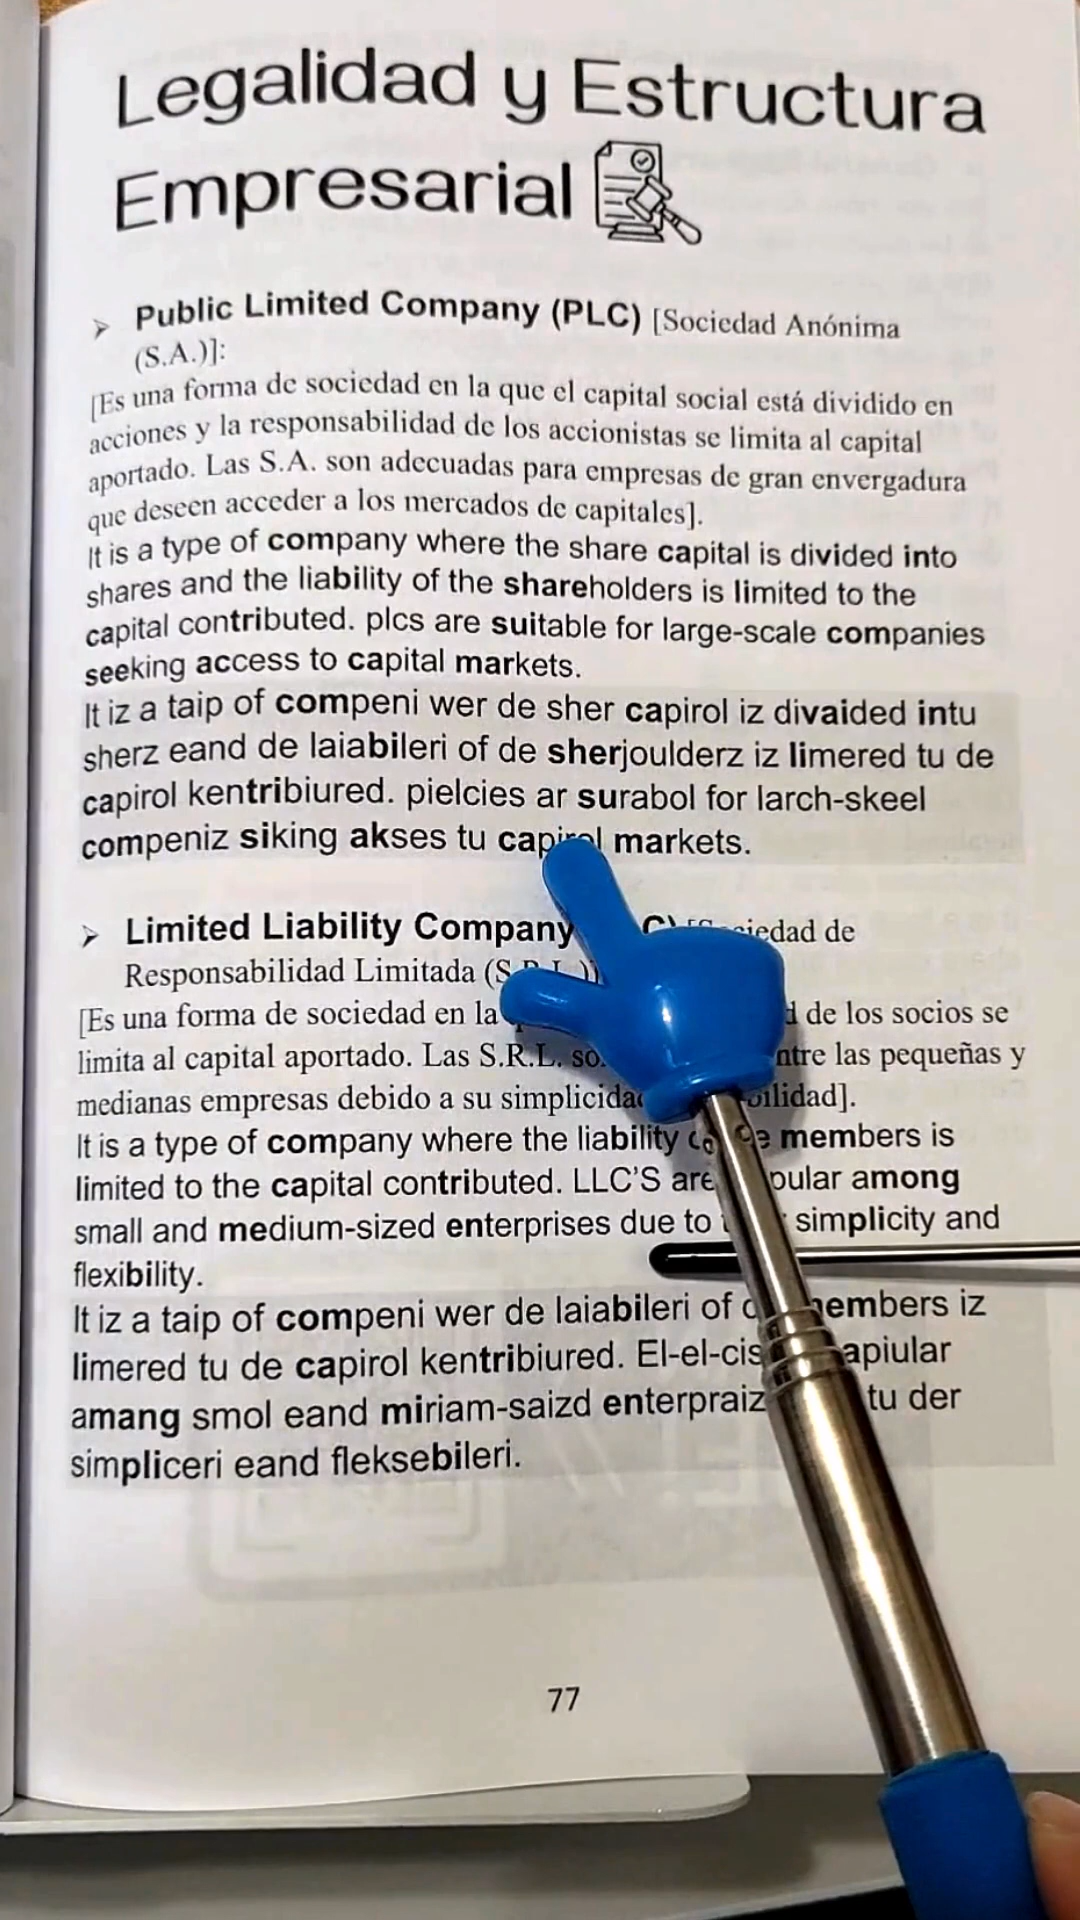 Legalidad y Estructura
Empresarial
Public Limited Company (PLC) [Sociedad Anónima
(S.A.)]:
[Es una forma de sociedad en la que el capital social está dividido en
acciones y la responsabilidad de los accionistas se limita al capital
aportado. Las S.A. son adecuadas para empresas de gran envergadura
que deseen acceder a los mercados de capitales].
It is a type of company where the share capital is divided into
shares and the liability of the shareholders is limited to the
capital contributed. plcs are suitable for large-scale companies
seeking access to capital markets.
It iz a taip of compeni wer de sher capirol iz divaided intu
sherz eand de laiabileri of de sherjoulderz iz limered tu de
capirol kentribiured. pielcies ar surabol for larch-skeel
compeniz siking akses tu capirol markets.
Limited Liability Company de
Responsabilidad Limitada
[Es una forma de sociedad en la de los socios se
limita al capital aportado. Las S.R.L. las pequeñas y
medianas empresas debido a su
It is a type of company where the liability members is
limited to the capital contributed. LLC'S are among
small and medium-sized enterprises due to simplicity and
flexibility.
It iz a taip of compeni wer de laiabileri of members iz
limered tu de capirol kentribiured.
amang smol eand miriam-saizd tu der
simpliceri eand fleksebileri.
77